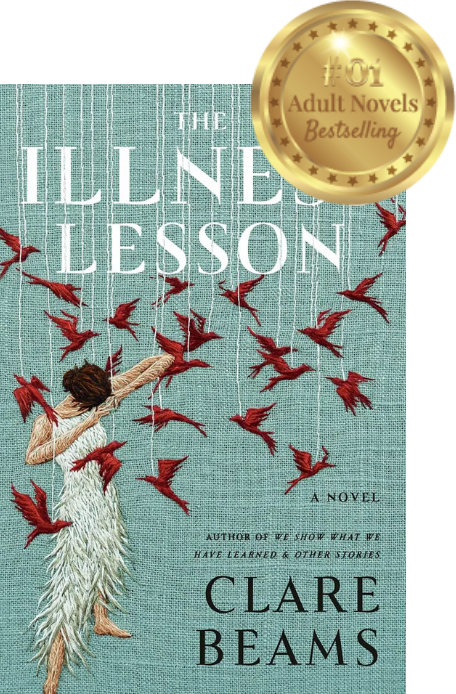 #01
Adult Novels
Bestselling
THE
ILLNES
LESSON
A NOVEL
AUTHOR OF WE SHOW WHAT WE
HAVE LEARNED & OTHER STORIES
CLARE
BEAMS